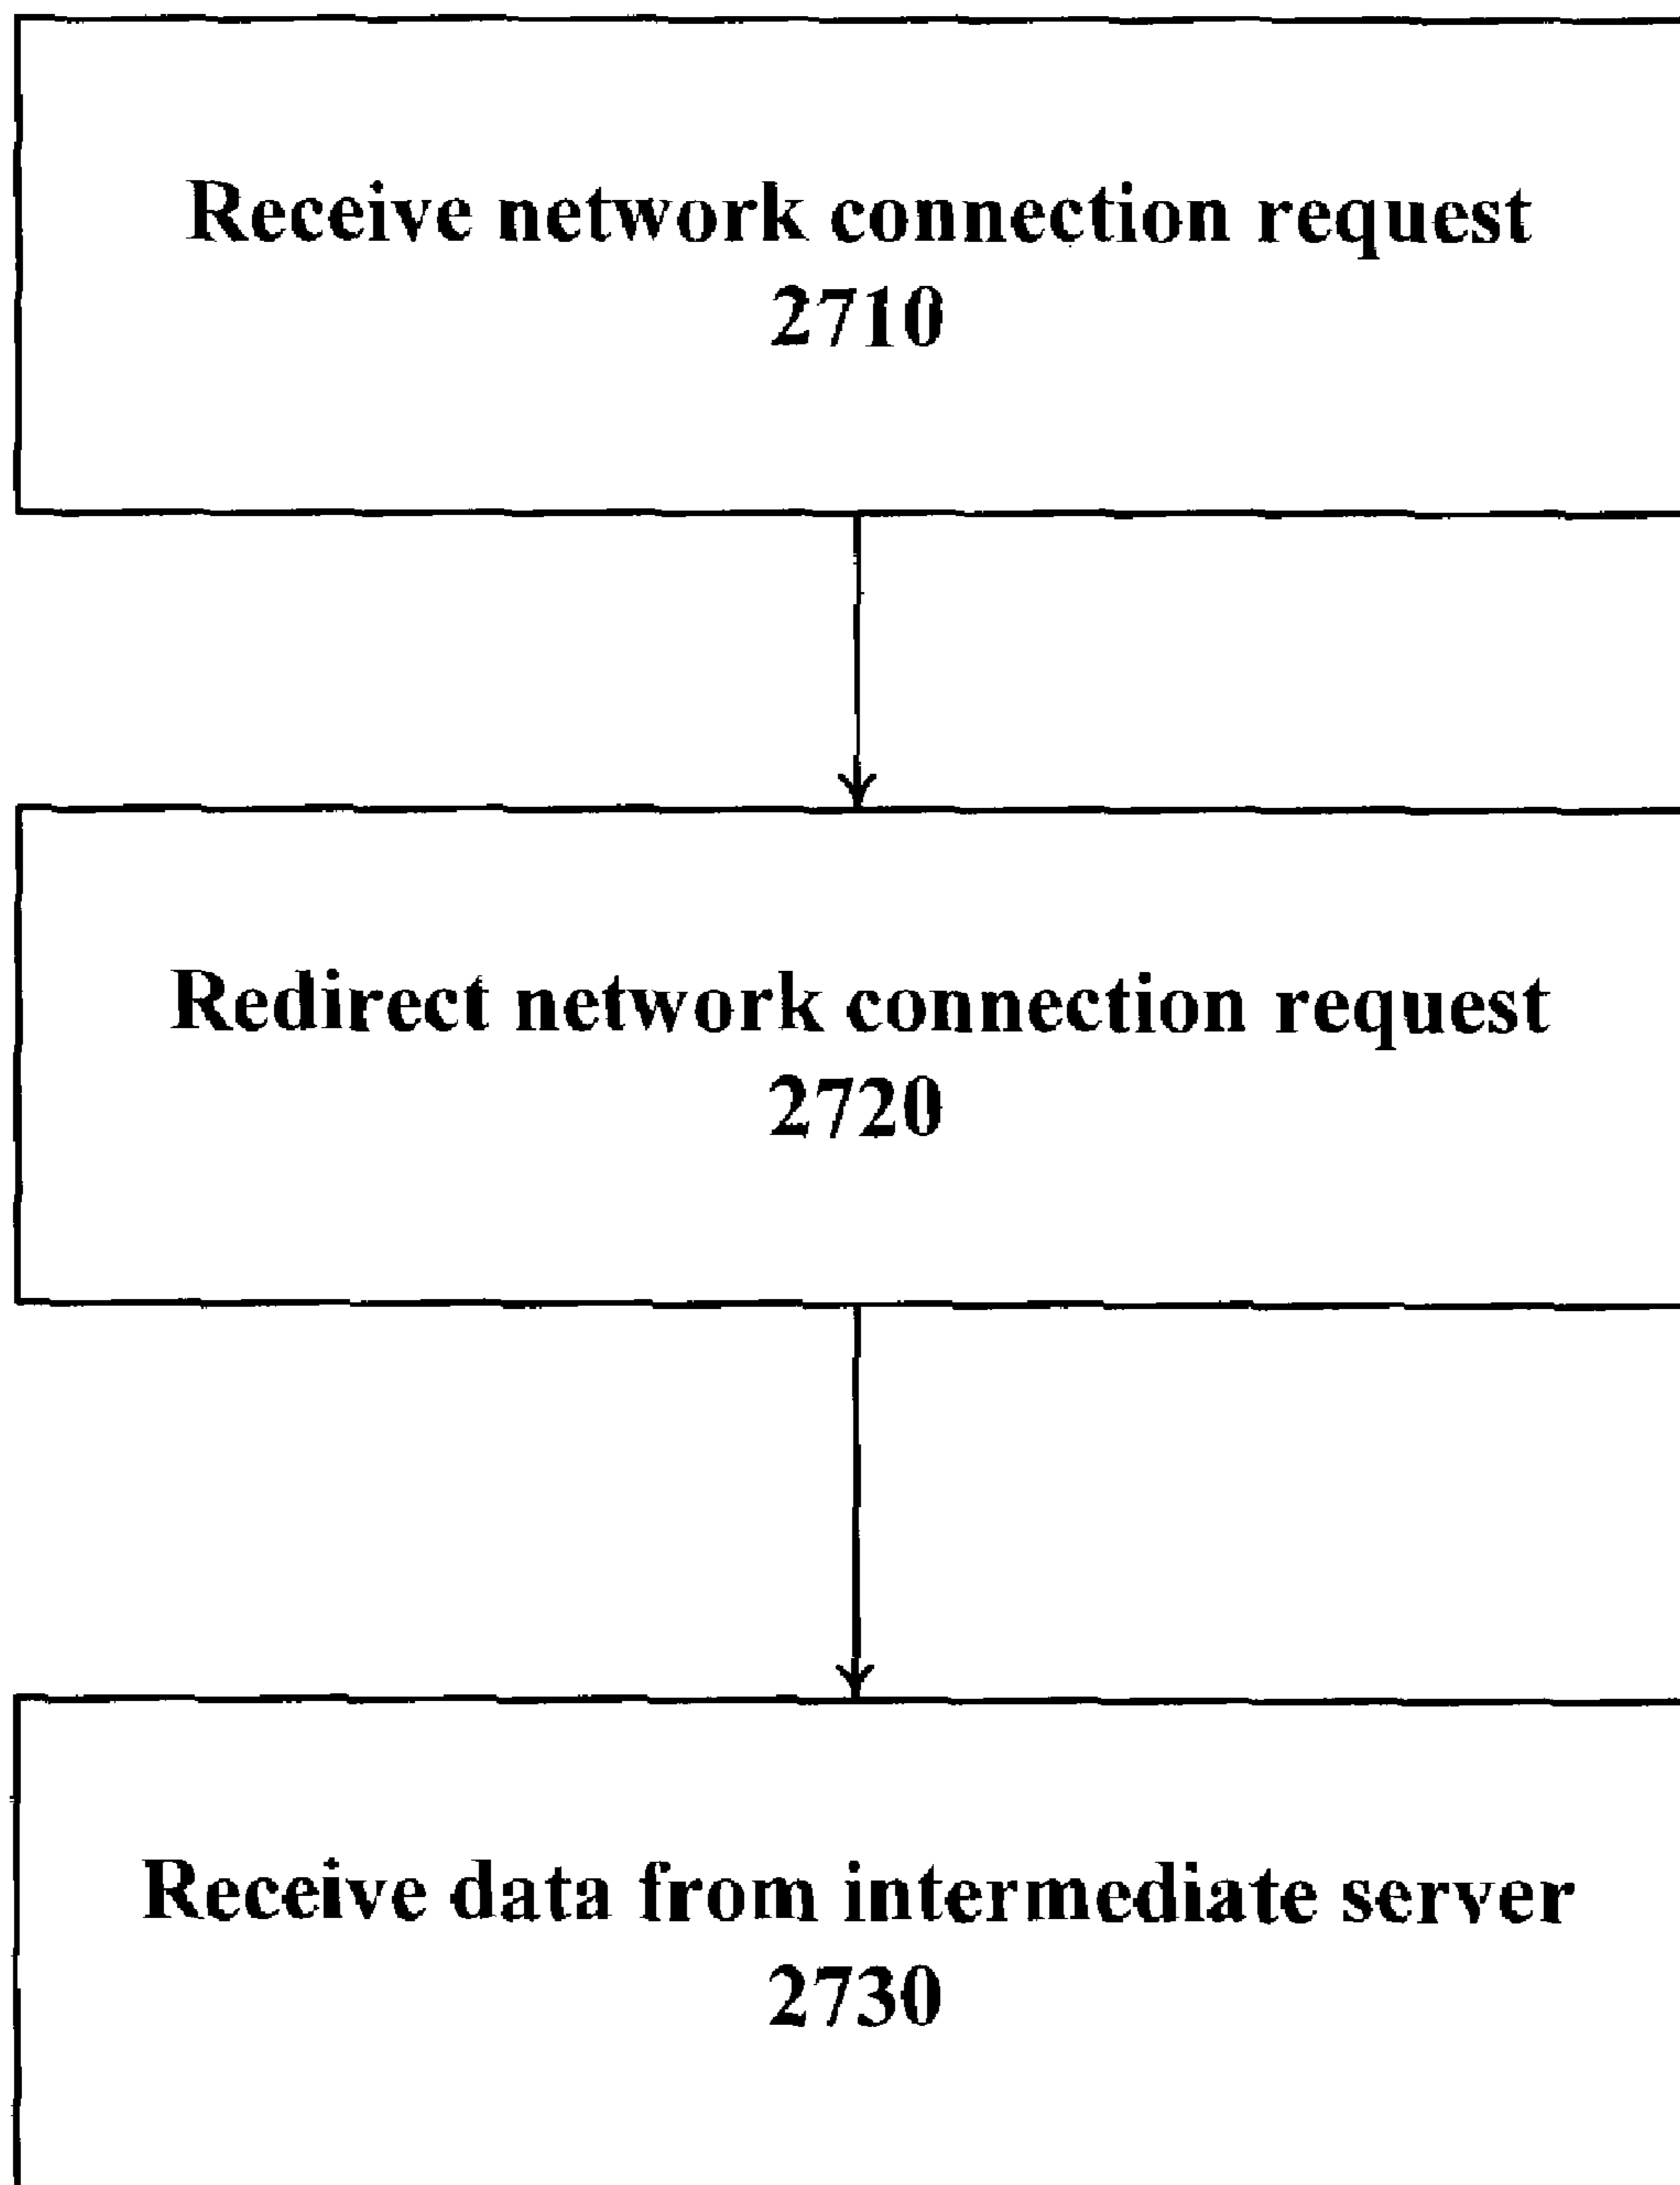 Receive network connection request
2710
Redirect network connection request
2720
Receive data from intermediate server
2730